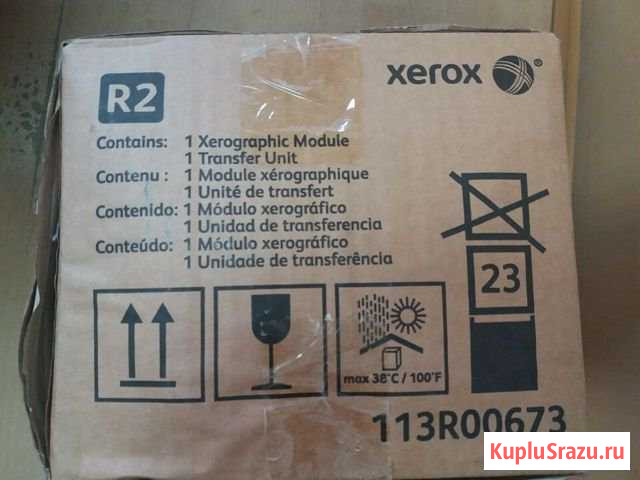 R2
xerox
Contains: 1 Xerographic Module
1 Transfer Unit
Contenu : 1 Module xérographique
1 Unité de transfert
Contenido: 1 Módulo xerográfico
1 Unidad de transferencia
Conteúdo: 1 Módulo xerográfico
1 Unidade de transferência
23
max 38°C / 100°F
113R00673
KupluSrazu.ru